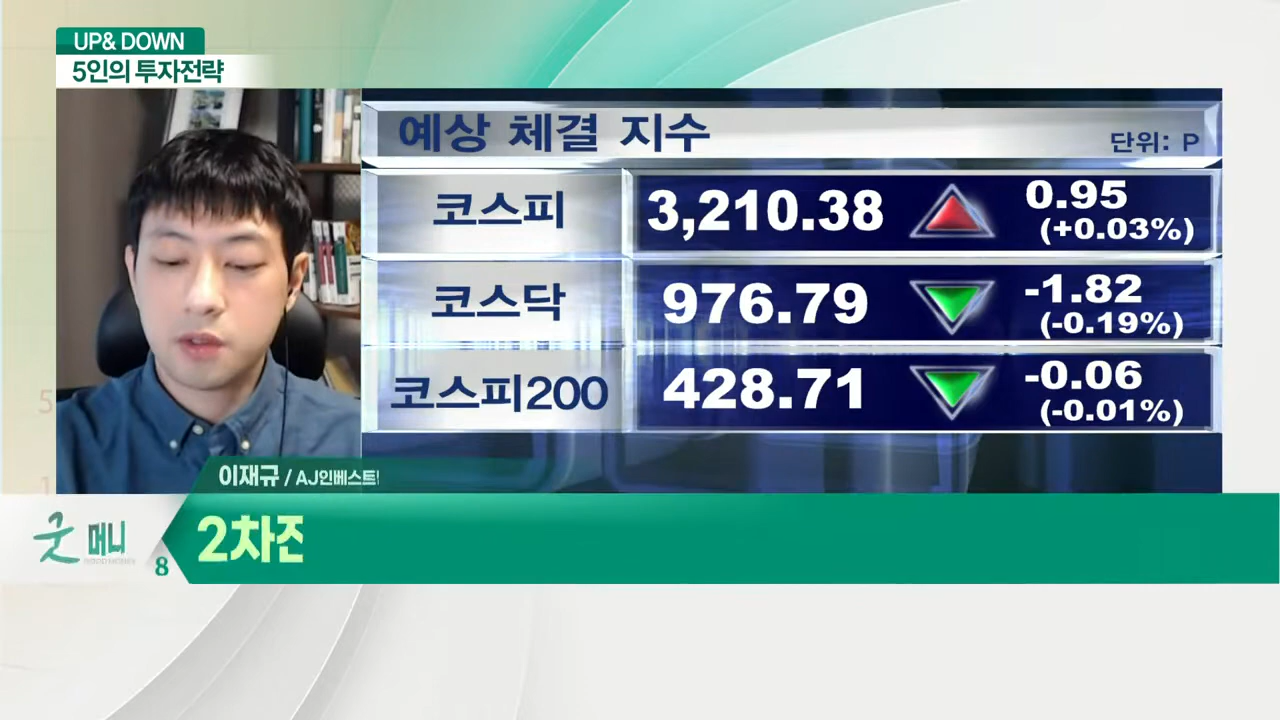 UP& DOWN
5인의 투자전략
예상 체결 지수
단위: P
코스피 3,210.38 0.95 (+0.03%)
코스닥 976.79 -1.82 (-0.19%)
코스피200 428.71 -0.06 (-0.01%)
이재규 / AJ인베스트
굿 머니
8
2차